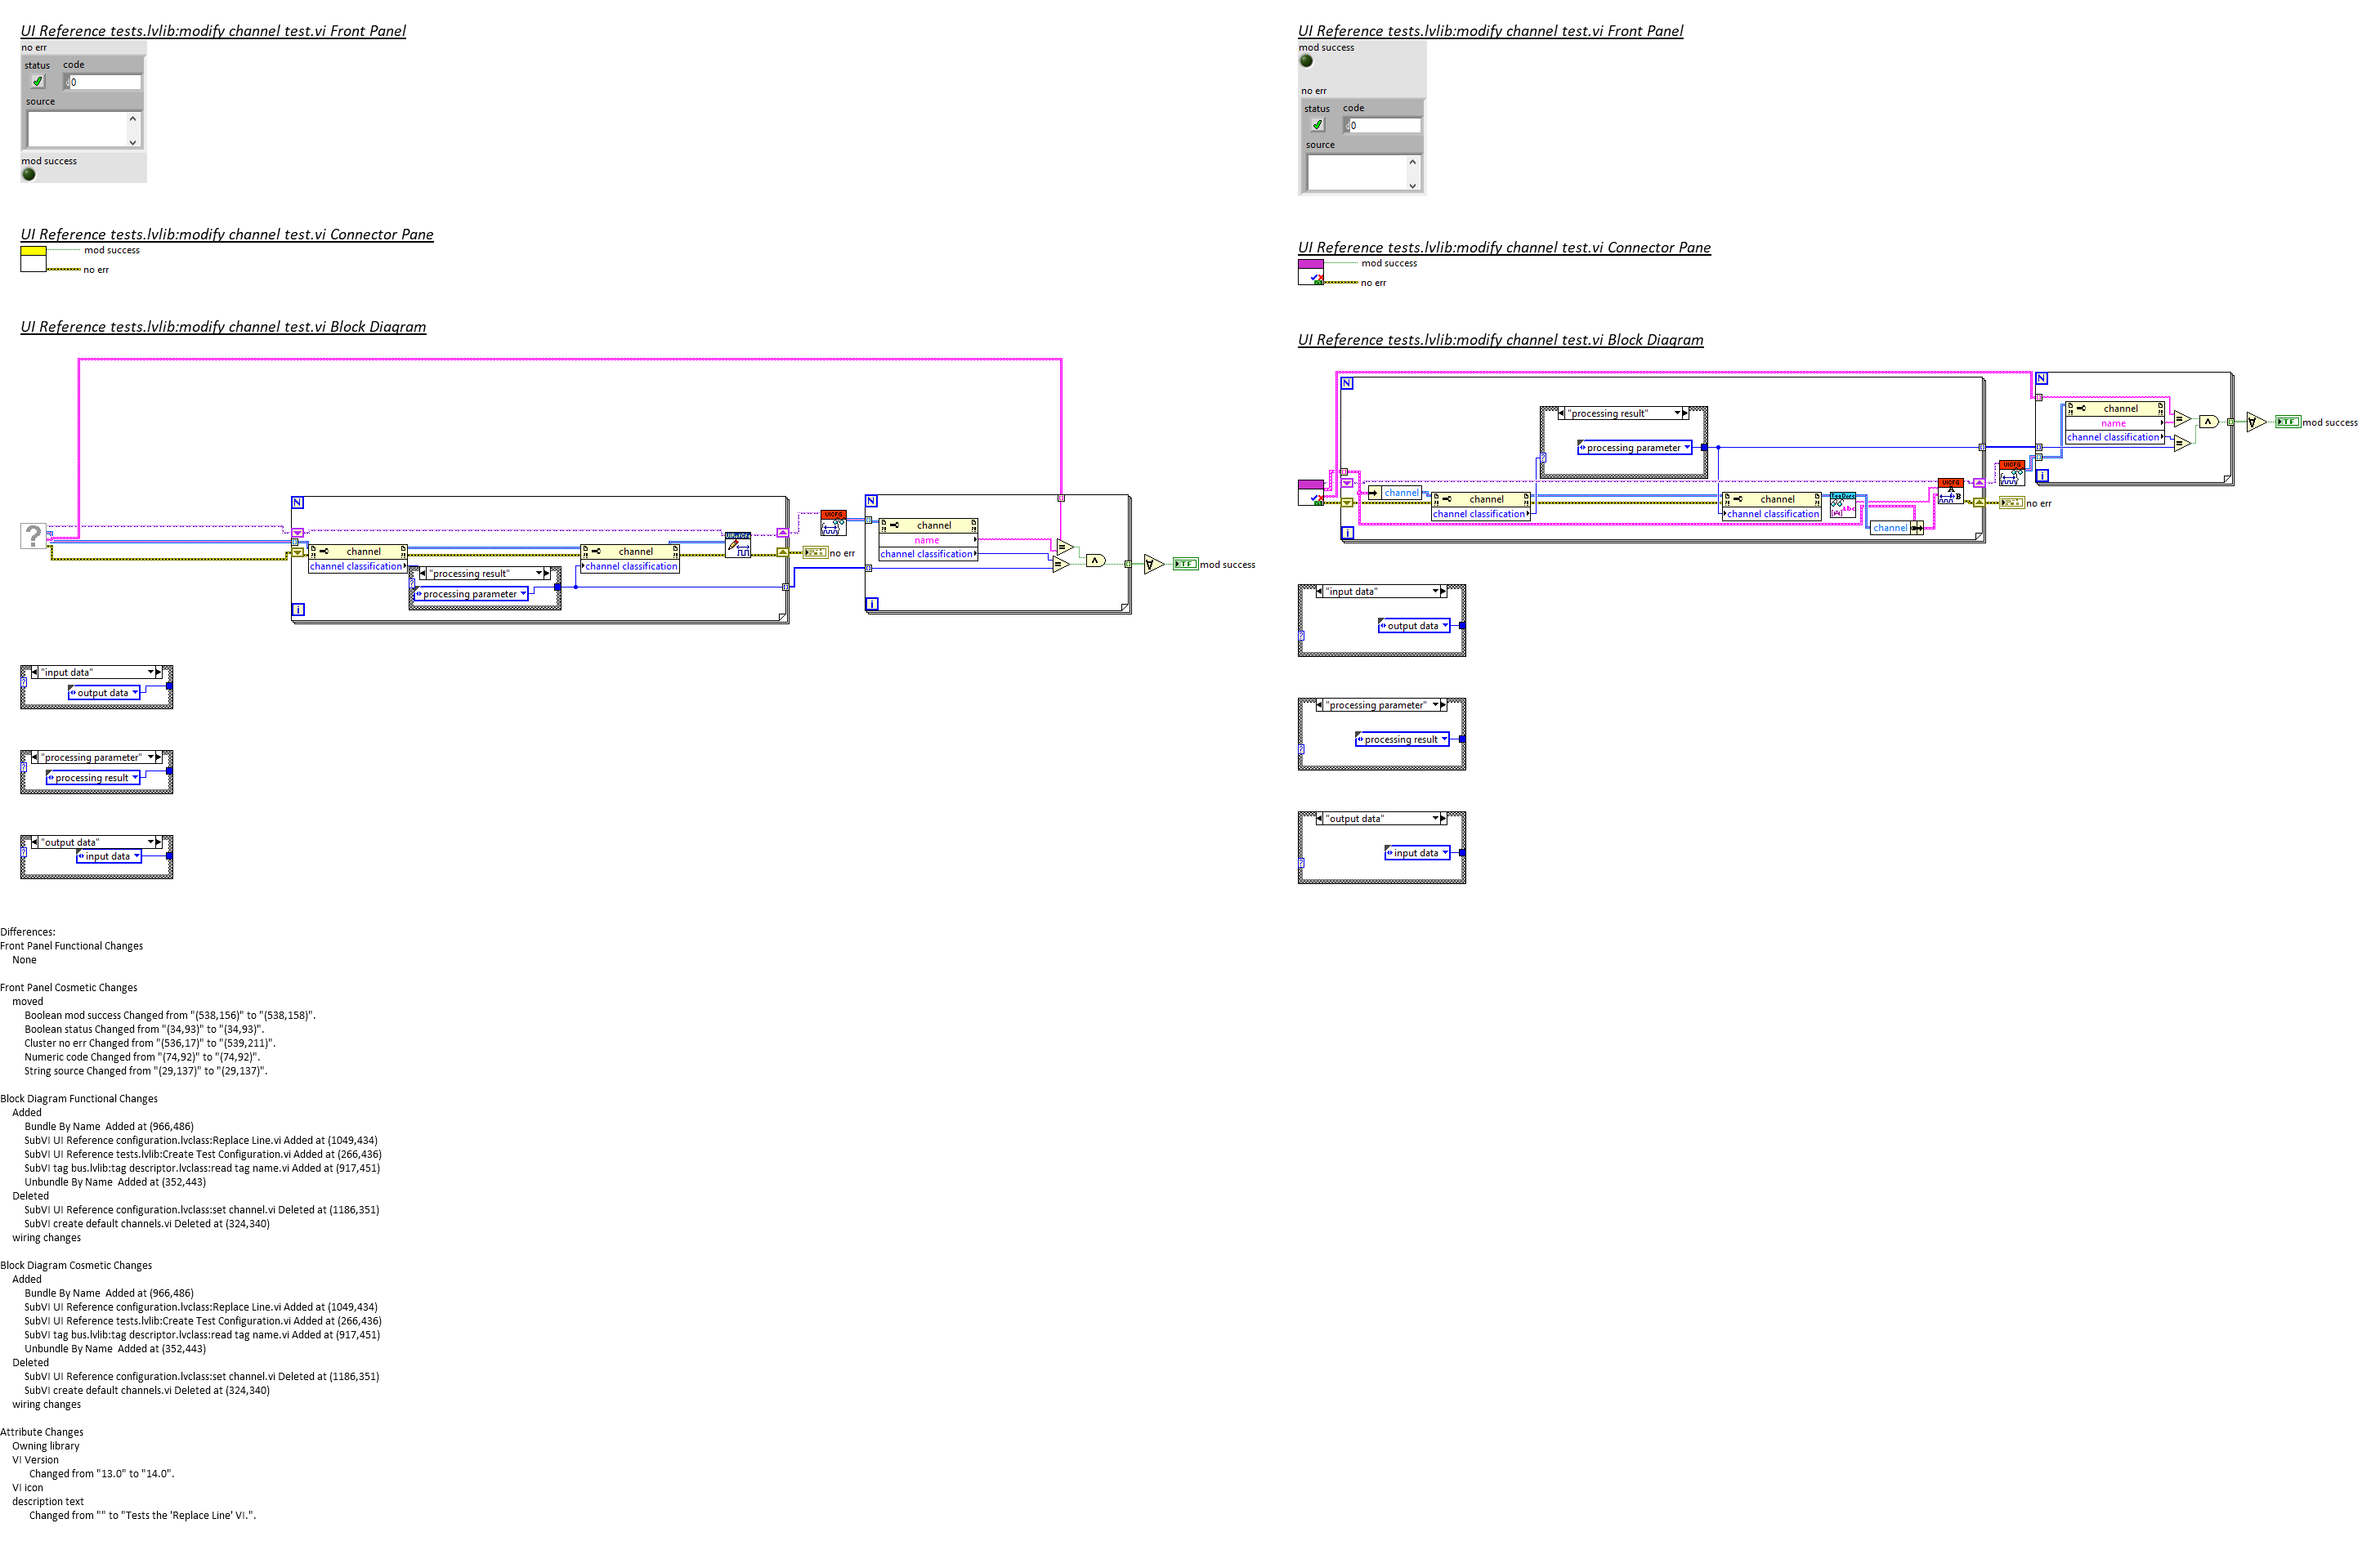 UI Reference tests.lvlib:modify channel test.vi Front Panel
no err
status code
0
source
mod success
UI Reference tests.lvlib:modify channel test.vi Connector Pane
mod success
no err
UI Reference tests.lvlib:modify channel test.vi Block Diagram
N
?
channel
channel classification
"processing result"
processing parameter
channel
channel classification
i
UICFG
no err
N
channel
name
channel classification
i
TF
mod success
"input data"
output data
"processing parameter"
processing result
"output data"
input data
UI Reference tests.lvlib:modify channel test.vi Front Panel
mod success
no err
status code
0
source
UI Reference tests.lvlib:modify channel test.vi Connector Pane
mod success
no err
UI Reference tests.lvlib:modify channel test.vi Block Diagram
N
"processing result"
processing parameter
channel
channel
channel classification
channel
channel classification
channel
i
UICFG
UICFG
no err
N
channel
name
channel classification
i
TF
mod success
"input data"
output data
"processing parameter"
processing result
"output data"
input data
Differences:
Front Panel Functional Changes
None
Front Panel Cosmetic Changes
moved
Boolean mod success Changed from "(538,156)" to "(538,158)".
Boolean status Changed from "(34,93)" to "(34,93)".
Cluster no err Changed from "(536,17)" to "(539,211)".
Numeric code Changed from "(74,92)" to "(74,92)".
String source Changed from "(29,137)" to "(29,137)".
Block Diagram Functional Changes
Added
Bundle By Name  Added at (966,486)
SubVI UI Reference configuration.lvclass:Replace Line.vi Added at (1049,434)
SubVI UI Reference tests.lvlib:Create Test Configuration.vi Added at (266,436)
SubVI tag bus.lvlib:tag descriptor.lvclass:read tag name.vi Added at (917,451)
Unbundle By Name  Added at (352,443)
Deleted
SubVI UI Reference configuration.lvclass:set channel.vi Deleted at (1186,351)
SubVI create default channels.vi Deleted at (324,340)
wiring changes
Block Diagram Cosmetic Changes
Added
Bundle By Name  Added at (966,486)
SubVI UI Reference configuration.lvclass:Replace Line.vi Added at (1049,434)
SubVI UI Reference tests.lvlib:Create Test Configuration.vi Added at (266,436)
SubVI tag bus.lvlib:tag descriptor.lvclass:read tag name.vi Added at (917,451)
Unbundle By Name  Added at (352,443)
Deleted
SubVI UI Reference configuration.lvclass:set channel.vi Deleted at (1186,351)
SubVI create default channels.vi Deleted at (324,340)
wiring changes
Attribute Changes
Owning library
VI Version
Changed from "13.0" to "14.0".
VI icon
description text
Changed from "" to "Tests the 'Replace Line' VI.".